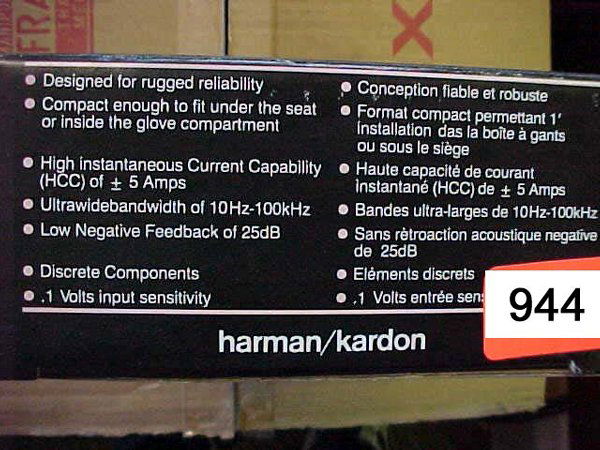 FRA
X
• Designed for rugged reliability
• Compact enough to fit under the seat
or inside the glove compartment
• High instantaneous Current Capability
(HCC) of ± 5 Amps
• Ultrawidebandwidth of 10Hz-100kHz
• Low Negative Feedback of 25dB
• Discrete Components
• .1 Volts input sensitivity
• Conception fiable et robuste
• Format compact permettant 1'
installation das la boîte à gants
ou sous le siège
• Haute capacité de courant
instantané (HCC) de ± 5 Amps
• Bandes ultra-larges de 10Hz-100kHz
• Sans rètroaction acoustique negative
de 25dB
• Eléments discrets
• .1 Volts entrée sens
944
harman/kardon